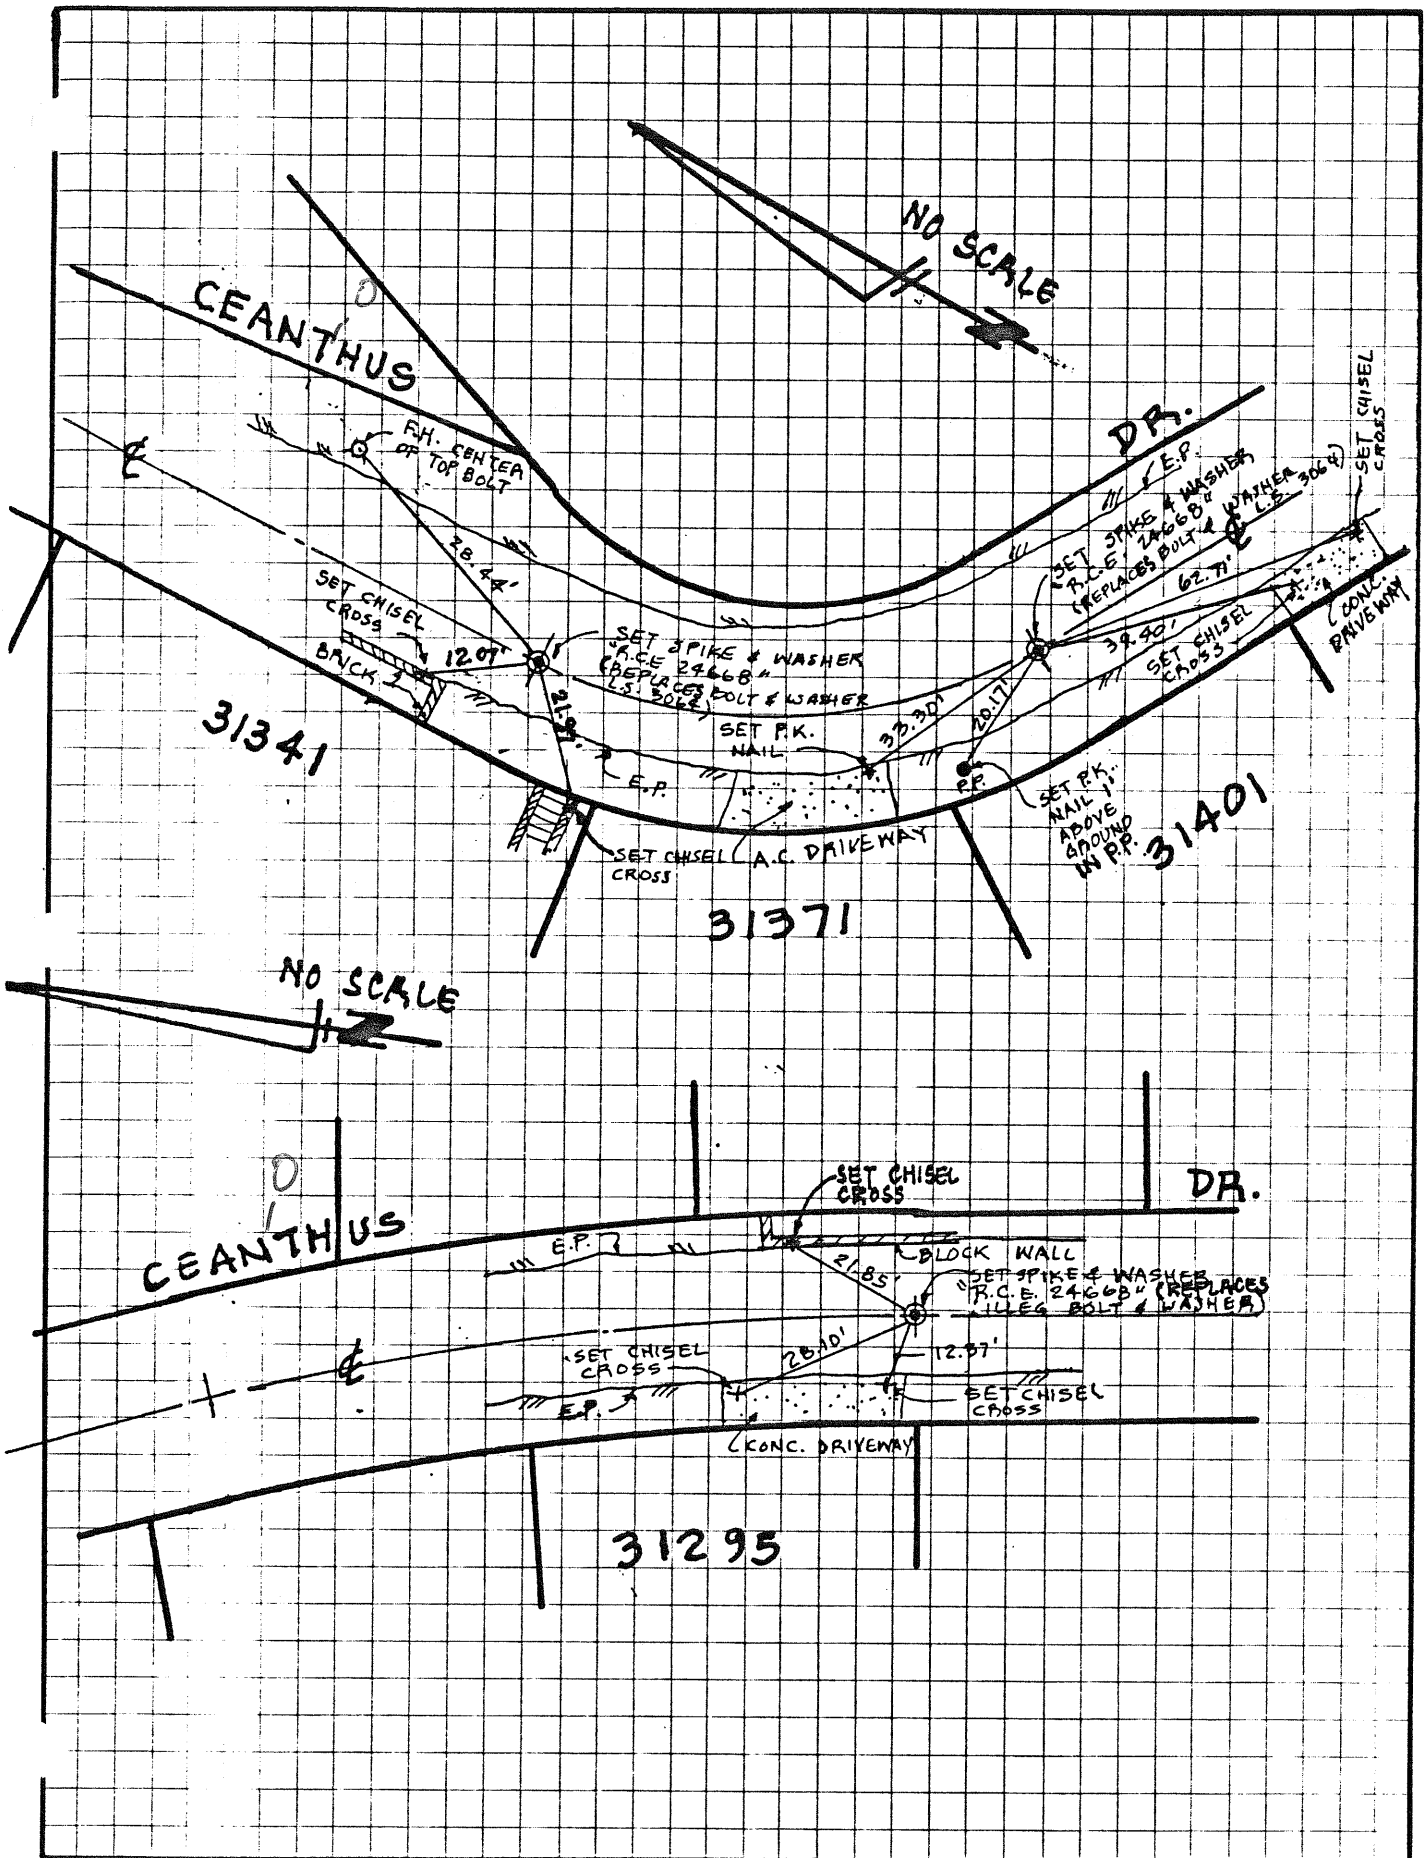 NO SCALE
CEANTHUS
O
DR.
℄
F.H. CENTER
OF TOP BOLT
28.44'
SET CHISEL
CROSS
BRICK
12.07'
SET SPIKE & WASHER
"R.C.E 24668"
(REPLACES BOLT & WASHER
L.S. 3064)
SET P.K.
NAIL
33.30'
20.17'
E.P.
SET SPIKE & WASHER
"R.C.E. 24668"
(REPLACES BOLT & WASHER
L.S. 3064)
℄
62.71'
SET CHISEL
CROSS
SET CHISEL
CROSS
CONC.
DRIVEWAY
31341
E.P.
P.P.
SET P.K.
NAIL 1'
ABOVE
GROUND
IN P.P.
31401
SET CHISEL
CROSS
A.C. DRIVEWAY
31371
NO SCALE
O
CEANTHUS
DR.
SET CHISEL
CROSS
E.P.
BLOCK WALL
21.85'
SET SPIKE & WASHER
"R.C.E. 24668" (REPLACES
ILLEG BOLT & WASHER)
℄
SET CHISEL
CROSS
28.10'
12.37'
E.P.
SET CHISEL
CROSS
CONC. DRIVEWAY
31295